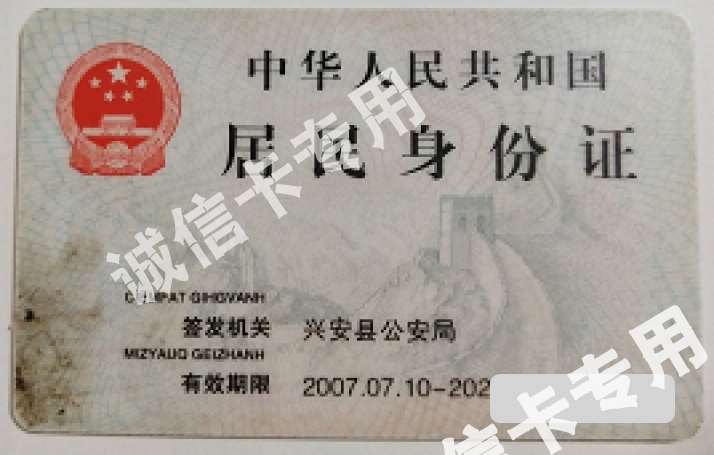 中华人民共和国
居民身份证
诚信卡专用
签发机关 兴安县公安局
MIZYAUQ GEIZHANH
有效期限 2007.07.10-202
信卡专用